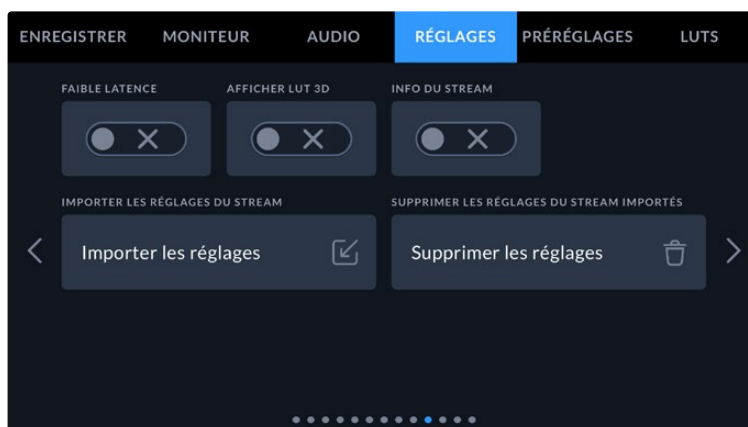 ENREGISTRER MONITEUR AUDIO RÉGLAGES PRÉRÉGLAGES LUTS
FAIBLE LATENCE AFFICHER LUT 3D INFO DU STREAM
IMPORTER LES RÉGLAGES DU STREAM SUPPRIMER LES RÉGLAGES DU STREAM IMPORTÉS
Importer les réglages Supprimer les réglages